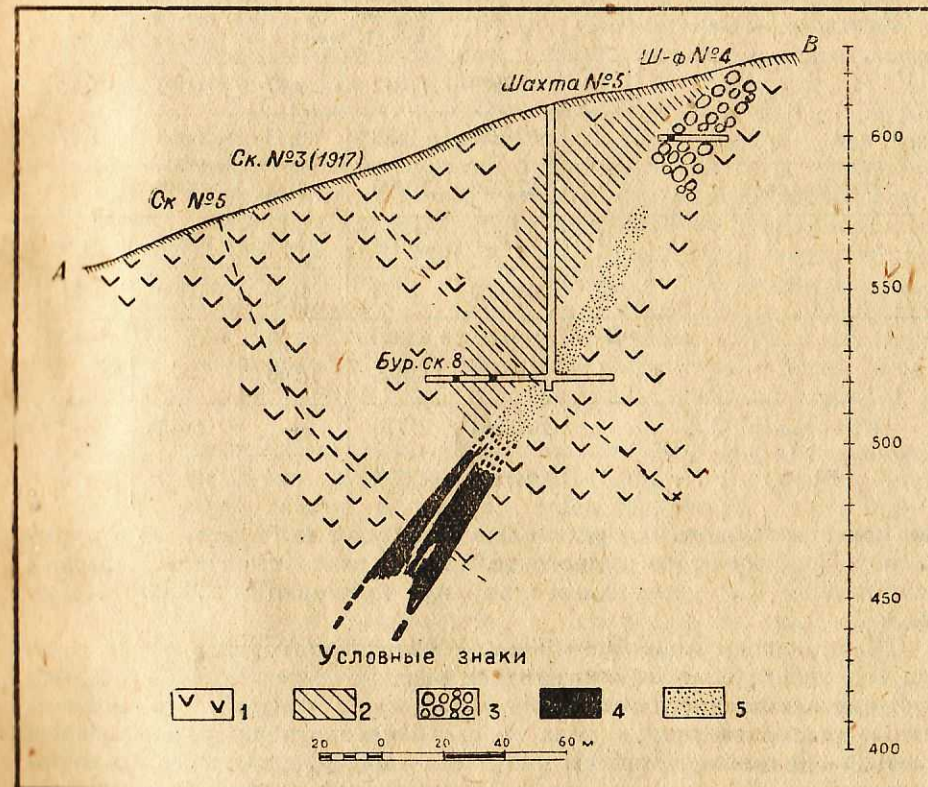 B
Ш-ф №4
Шахта №5
600
Ск. №3 (1917)
Ск №5
A
550
Бур. ск. 8
500
450
Условные знаки
1 2 3 4 5
20 0 20 40 60 м
400